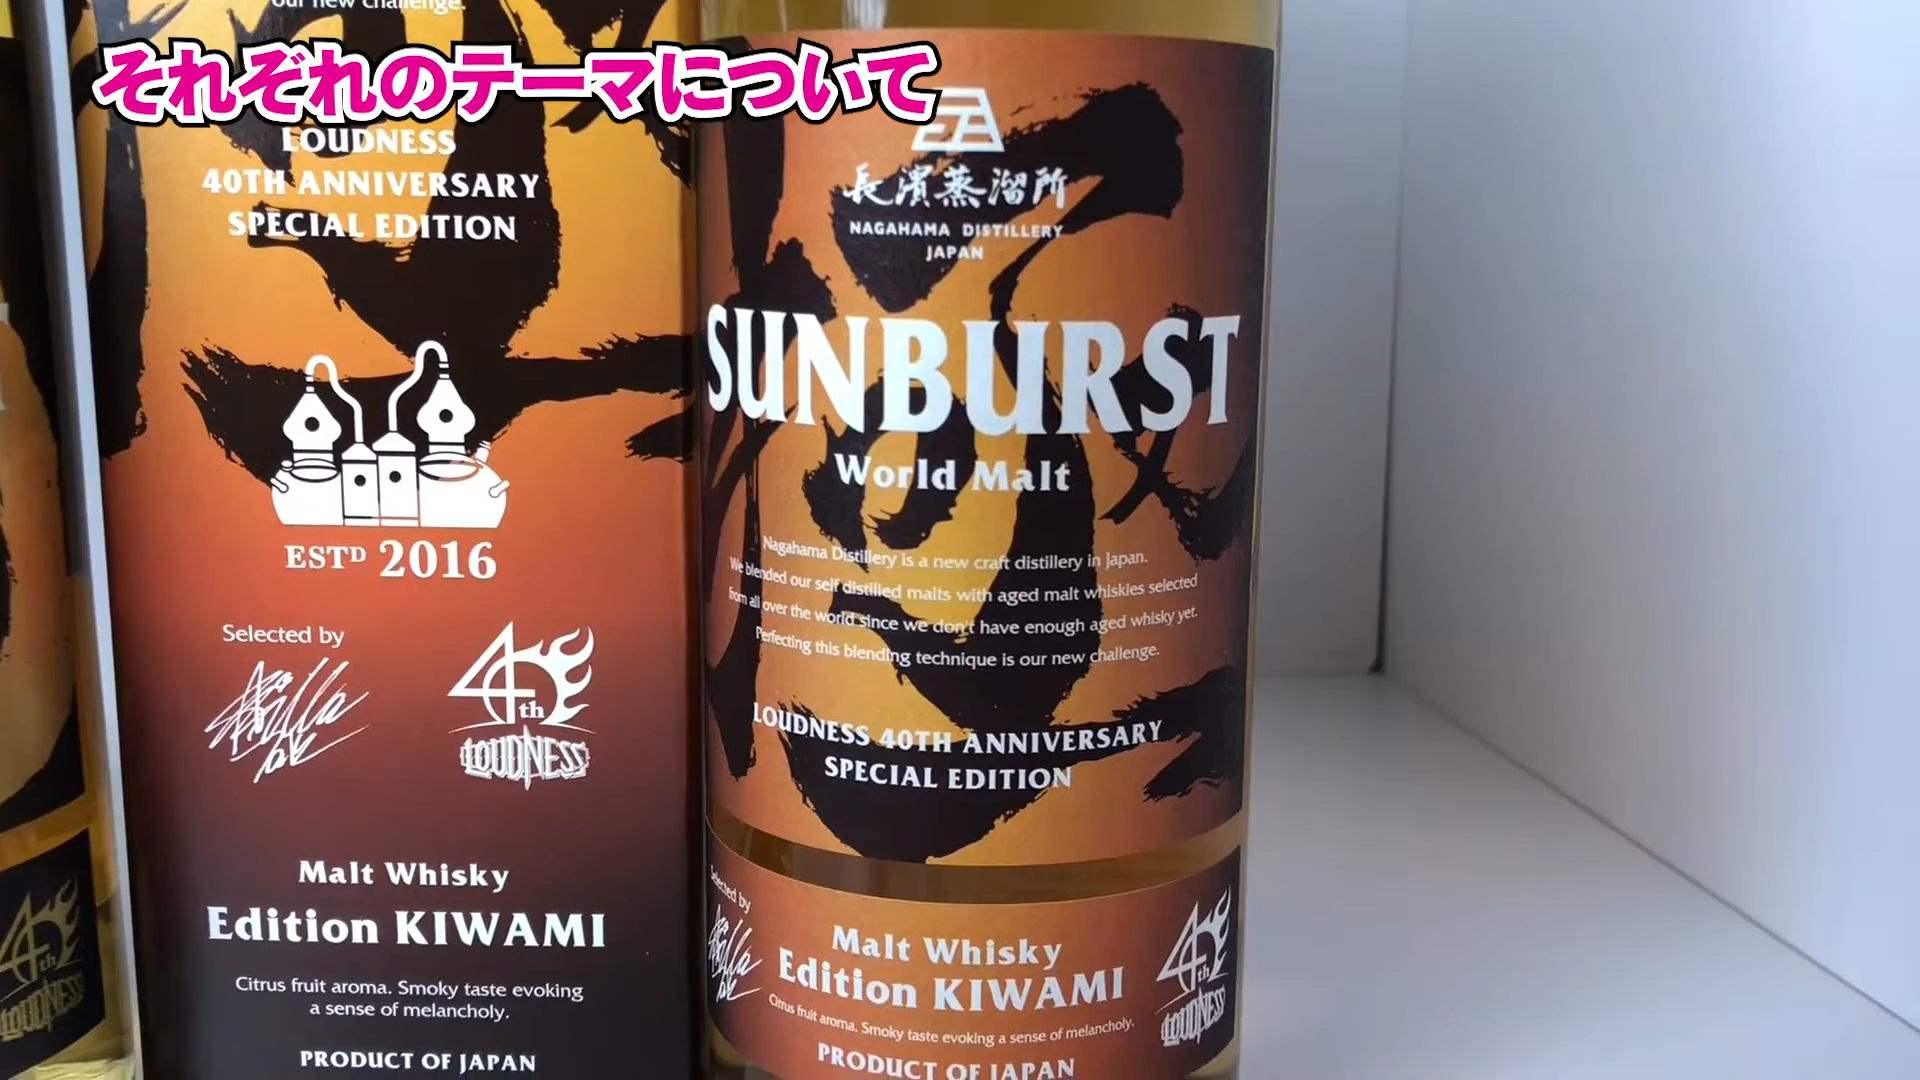 our new challenge.
それぞれのテーマについて
LOUDNESS
40TH ANNIVERSARY
SPECIAL EDITION
ESTD 2016
Selected by
4th
LOUDNESS
Malt Whisky
Edition KIWAMI
Citrus fruit aroma. Smoky taste evoking
a sense of melancholy.
PRODUCT OF JAPAN
長濱蒸溜所
NAGAHAMA DISTILLERY
JAPAN
SUNBURST
World Malt
Nagahama Distillery is a new craft distillery in Japan.
We blended our self distilled malts with aged malt whiskies selected
from all over the world since we don't have enough aged whisky yet.
Perfecting this blending technique is our new challenge.
LOUDNESS 40TH ANNIVERSARY
SPECIAL EDITION
Selected by
Malt Whisky
Edition KIWAMI
Citrus fruit aroma. Smoky taste evoking a sense of melancholy.
PRODUCT OF JAPAN
4th
LOUDNESS
4th
LOUDNESS